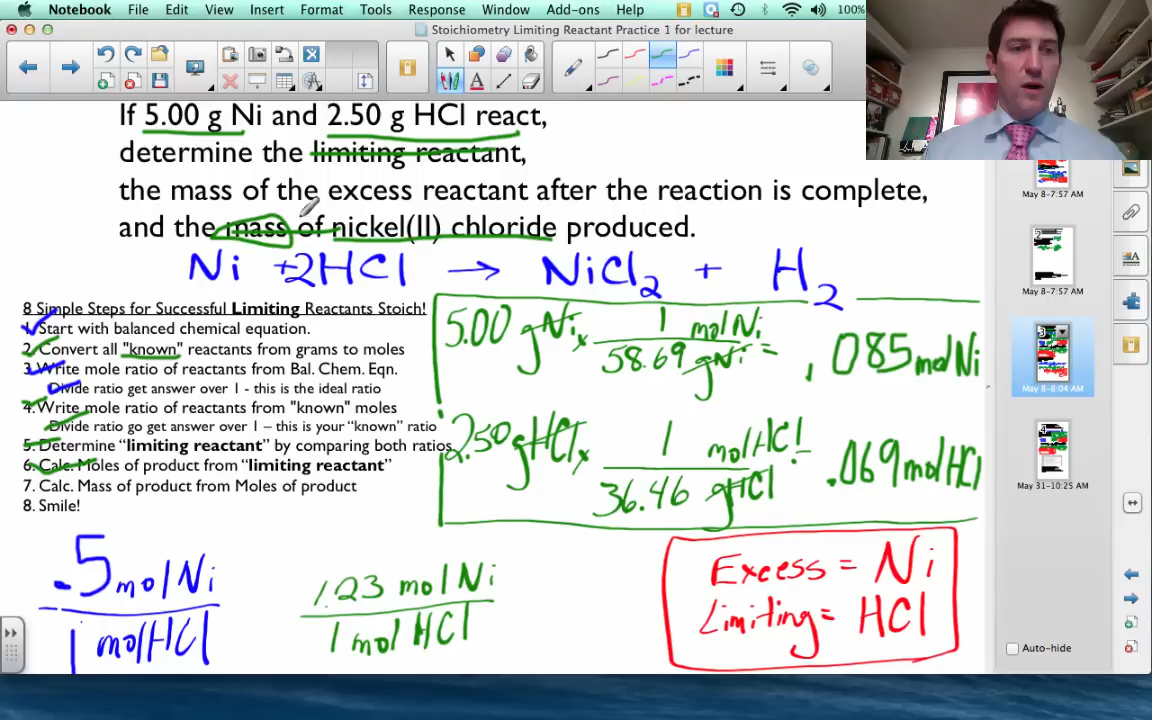 Notebook File Edit View Insert Format Tools Response Window Add-ons Help 100%
Stoichiometry Limiting Reactant Practice 1 for lecture
If 5.00 g Ni and 2.50 g HCl react,
determine the limiting reactant,
the mass of the excess reactant after the reaction is complete,
and the mass of nickel(II) chloride produced.
Ni + 2HCl → NiCl2 + H2
8 Simple Steps for Successful Limiting Reactants Stoich!
1. Start with balanced chemical equation.
2. Convert all "known" reactants from grams to moles
3. Write mole ratio of reactants from Bal. Chem. Eqn.
Divide ratio get answer over 1 - this is the ideal ratio
4. Write mole ratio of reactants from "known" moles
Divide ratio go get answer over 1 – this is your “known” ratio
5. Determine “limiting reactant” by comparing both ratios
6. Calc. Moles of product from “limiting reactant”
7. Calc. Mass of product from Moles of product
8. Smile!
5.00 g Ni x 1 mol Ni
58.69 g Ni = .085 mol Ni
2.50 g HCl x 1 mol HCl
36.46 g HCl = .069 mol HCl
.5 mol Ni
1 mol HCl
1.23 mol Ni
1 mol HCl
Excess = Ni
Limiting = HCl
May 8-7:57 AM
2
May 8-7:57 AM
3
May 8-8:04 AM
4
May 31-10:25 AM
Auto-hide